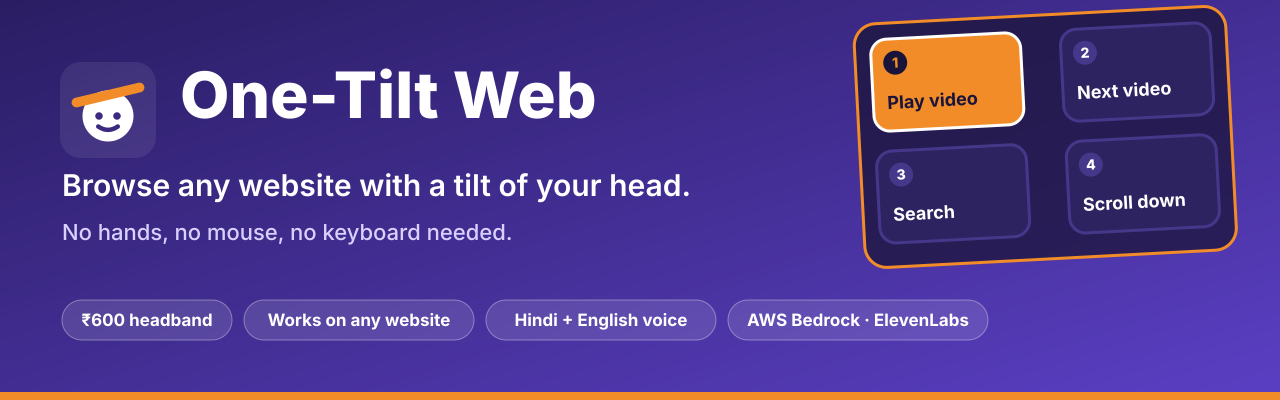 One-Tilt Web
Browse any website with a tilt of your head.
No hands, no mouse, no keyboard needed.
1
Play video
2
Next video
3
Search
4
Scroll down
₹600 headband
Works on any website
Hindi + English voice
AWS Bedrock · ElevenLabs